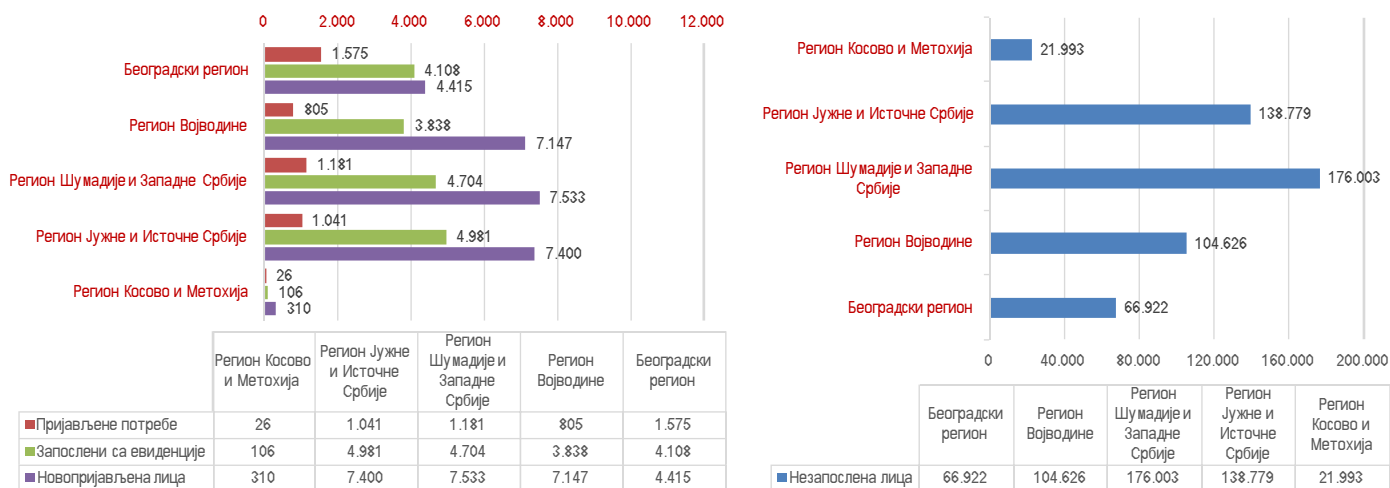 0 2.000 4.000 6.000 8.000 10.000 12.000
Београдски регион
1.575
4.108
4.415
Регион Војводине
805
3.838
7.147
Регион Шумадије и Западне Србије
1.181
4.704
7.533
Регион Јужне и Источне Србије
1.041
4.981
7.400
Регион Косово и Метохија
26
106
310
Регион Косово
и Метохија
Регион Јужне
и Источне
Србије
Регион
Шумадије и
Западне
Србије
Регион
Војводине
Београдски
регион
Пријављене потребе 26 1.041 1.181 805 1.575
Запослени са евиденције 106 4.981 4.704 3.838 4.108
Новопријављена лица 310 7.400 7.533 7.147 4.415
Регион Косово и Метохија 21.993
Регион Јужне и Источне Србије 138.779
Регион Шумадије и Западне
Србије
176.003
Регион Војводине 104.626
Београдски регион 66.922
0 40.000 80.000 120.000 160.000 200.000
Београдски
регион
Регион
Војводине
Регион
Шумадије и
Западне
Србије
Регион
Јужне и
Источне
Србије
Регион
Косово и
Метохија
Незапослена лица 66.922 104.626 176.003 138.779 21.993